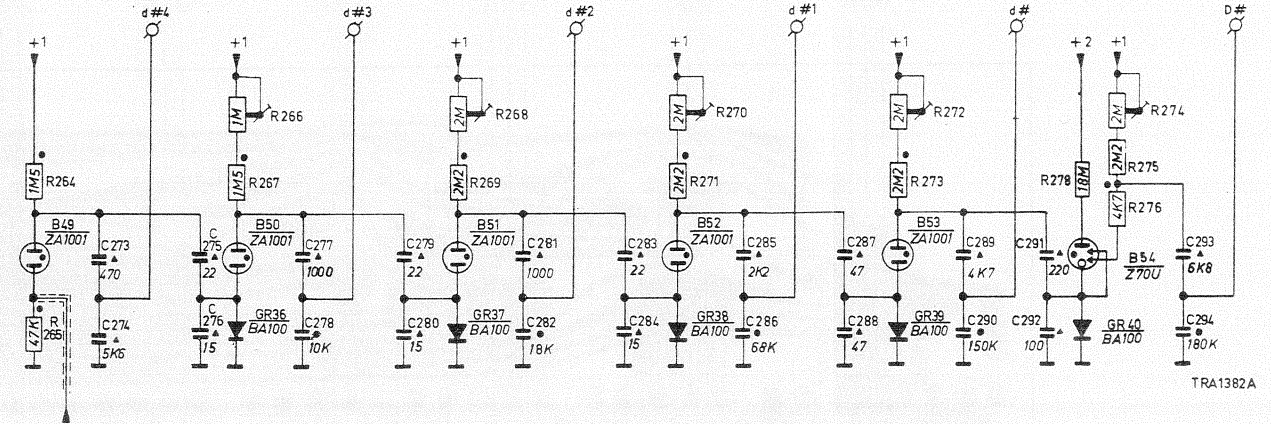 d#4
d#3
d#2
d#1
d#
D#
+1
+1
+1
+1
+1
+2
+1
1M
R266
2M
R268
2M
R270
2M
R272
2M
R274
1M5
R264
1M5
R267
2M2
R269
2M2
R271
2M2
R273
R278
18M
2M2
R275
4K7
R276
B49
ZA1001
C273
470
C
275
22
B50
ZA1001
C277
1000
C279
22
B51
ZA1001
C281
1000
C283
22
B52
ZA1001
C285
2K2
C287
47
B53
ZA1001
C289
4K7
C291
220
B54
Z70U
C293
6K8
47K
R
265
C274
5K6
C
276
15
GR36
BA100
C278
10K
C280
15
GR37
BA100
C282
18K
C284
15
GR38
BA100
C286
68K
C288
47
GR39
BA100
C290
150K
C292
100
GR40
BA100
C294
180K
TRA1382A